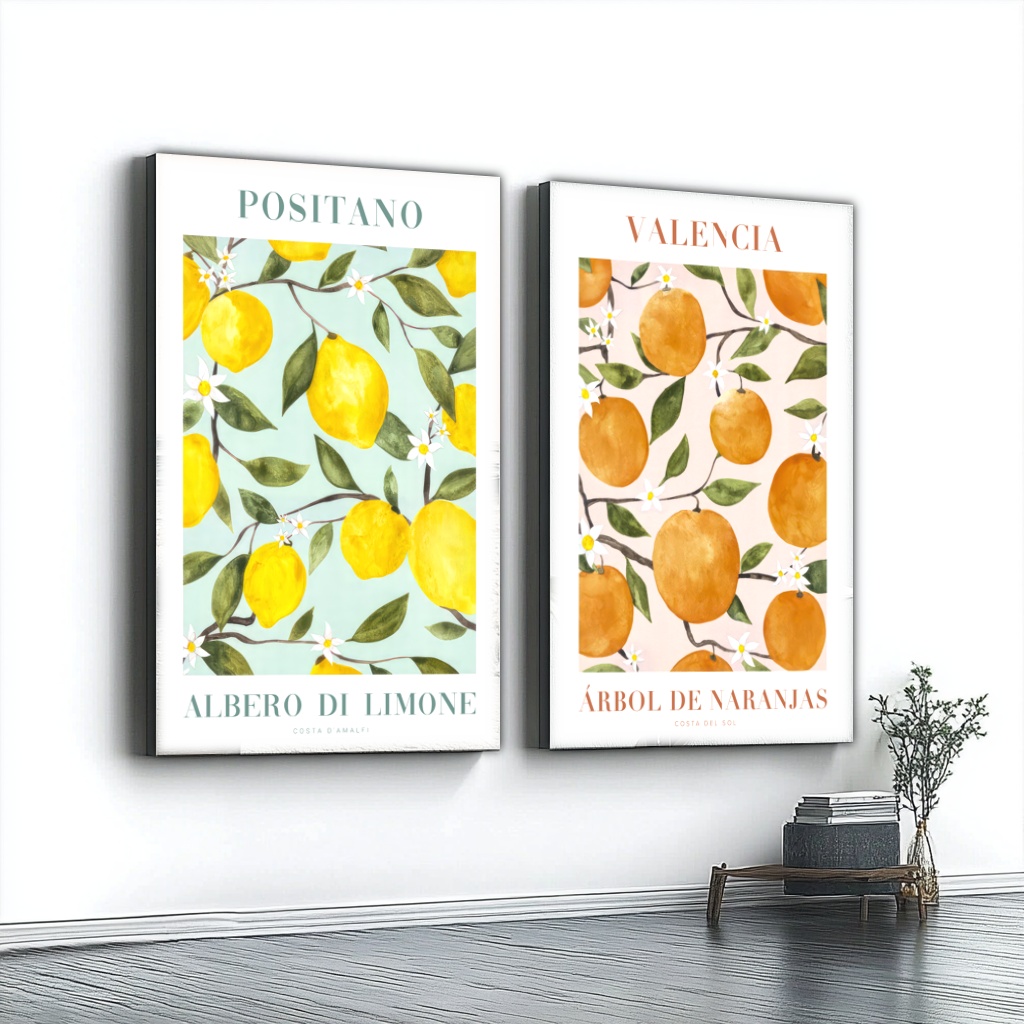 POSITANO
ALBERO DI LIMONE
COSTA D'AMALFI
VALENCIA
ÁRBOL DE NARANJAS
COSTA DEL SOL